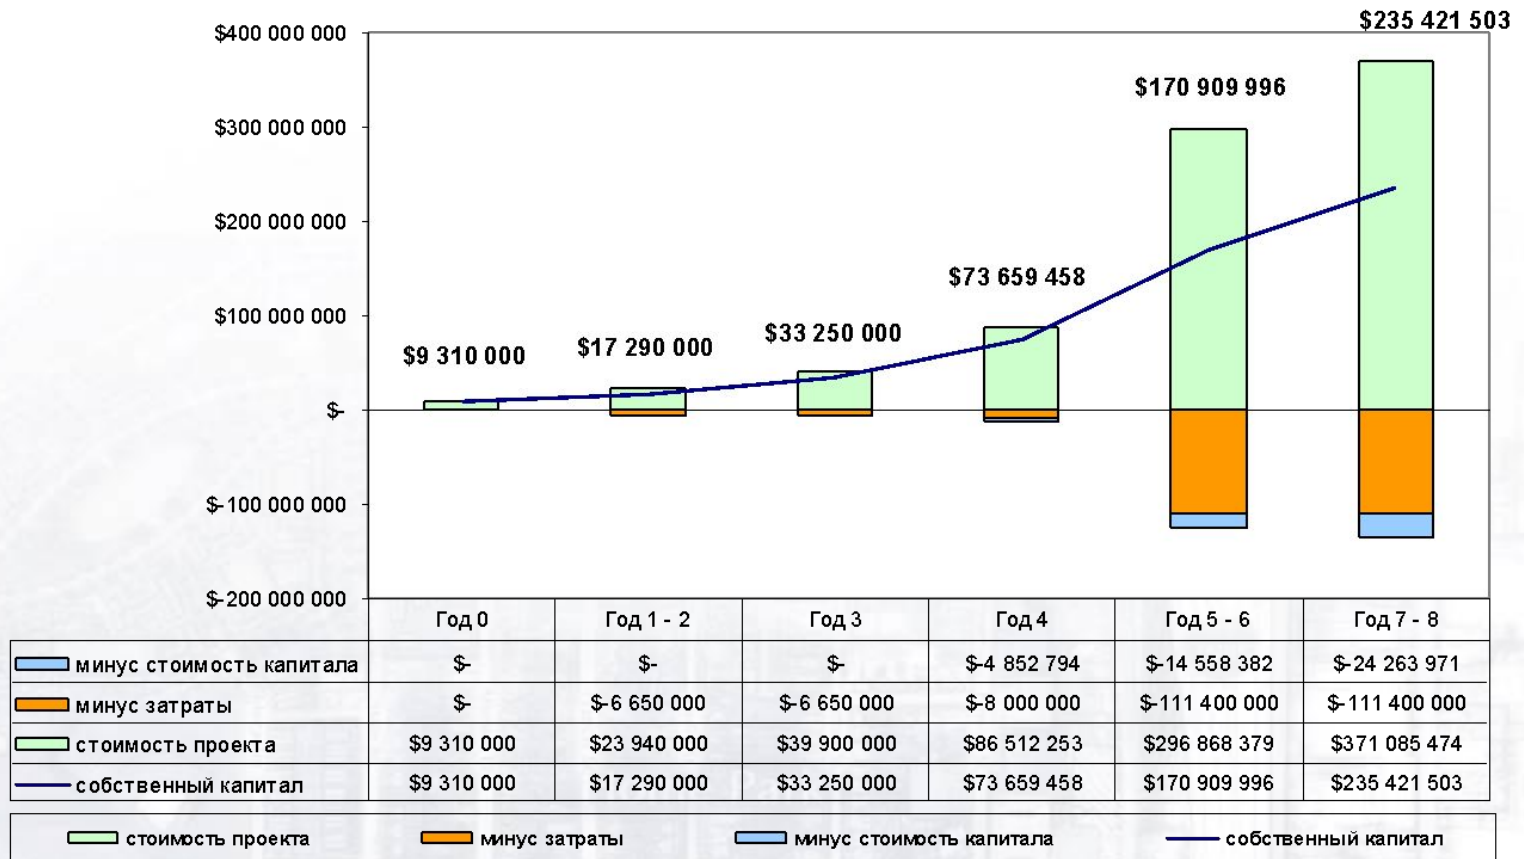 $235 421 503
$400 000 000
$170 909 996
$300 000 000
$200 000 000
$73 659 458
$100 000 000
$33 250 000
$17 290 000
$9 310 000
$-
$-100 000 000
$-200 000 000
Год 0 Год 1 - 2 Год 3 Год 4 Год 5 - 6 Год 7 - 8
минус стоимость капитала $- $- $- $-4 852 794 $-14 558 382 $-24 263 971
минус затраты $- $-6 650 000 $-6 650 000 $-8 000 000 $-111 400 000 $-111 400 000
стоимость проекта $9 310 000 $23 940 000 $39 900 000 $86 512 253 $296 868 379 $371 085 474
собственный капитал $9 310 000 $17 290 000 $33 250 000 $73 659 458 $170 909 996 $235 421 503
стоимость проекта минус затраты минус стоимость капитала собственный капитал